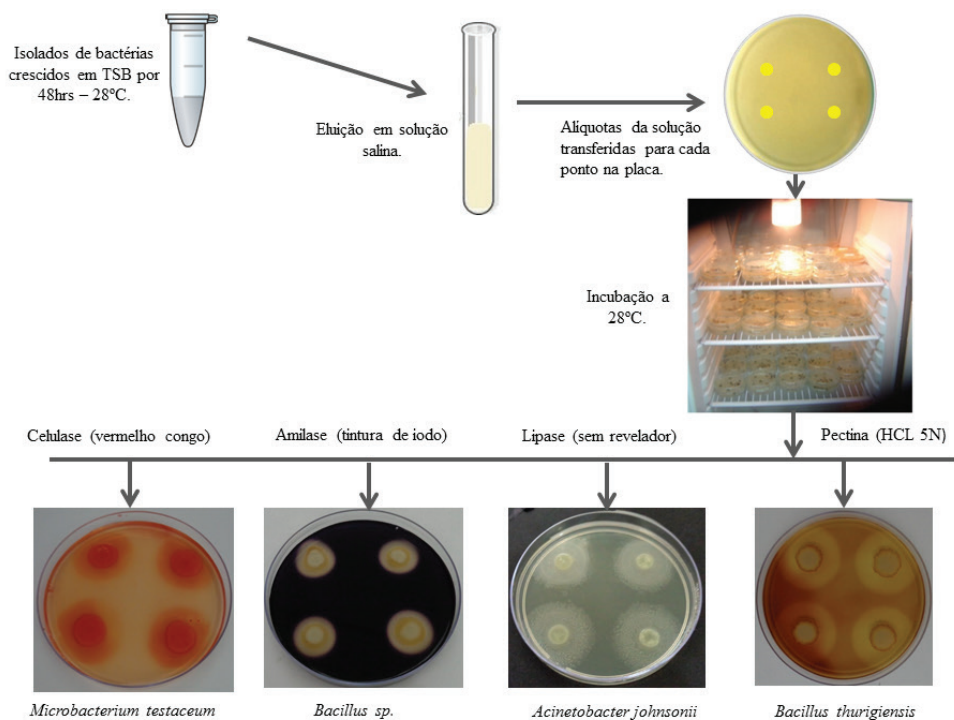 Isolados de bactérias
crescidos em TSB por
48hrs – 28°C.
Eluição em solução
salina.
Alíquotas da solução
transferidas para cada
ponto na placa.
Incubação a
28°C.
Celulase (vermelho congo)
Amilase (tintura de iodo)
Lipase (sem revelador)
Pectina (HCL 5N)
Microbacterium testaceum
Bacillus sp.
Acinetobacter johnsonii
Bacillus thurigiensis